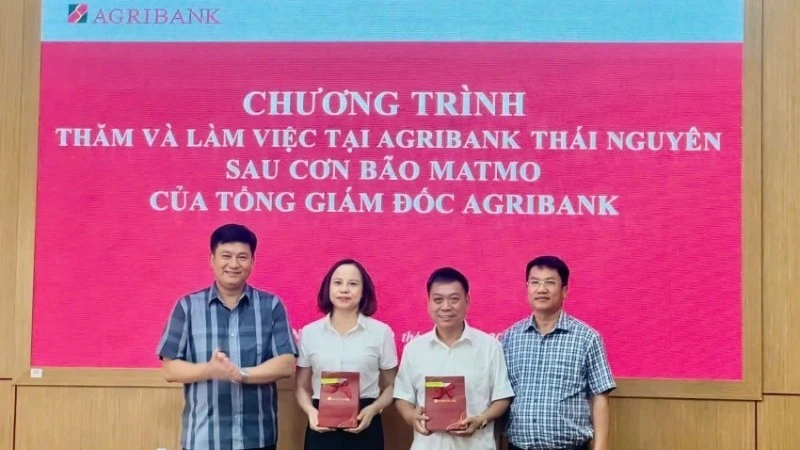 AGRIBANK
CHƯƠNG TRÌNH
THĂM VÀ LÀM VIỆC TẠI AGRIBANK THÁI NGUYÊN
SAU CƠN BÃO MATMO
CỦA TỔNG GIÁM ĐỐC AGRIBANK